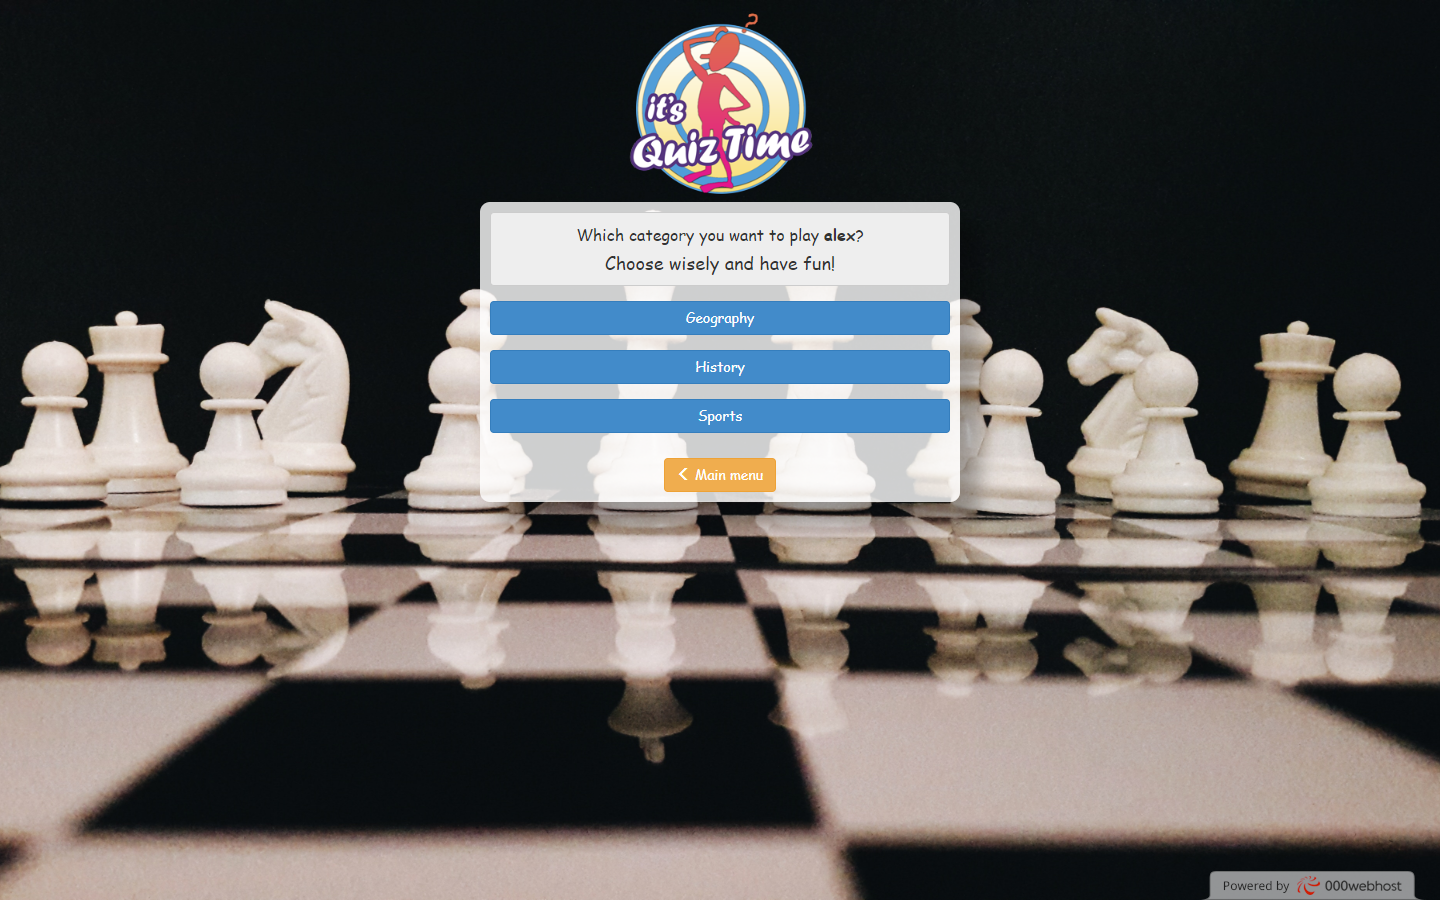 ?
it's
Quiz Time
Which category you want to play alex?
Choose wisely and have fun!
Geography
History
Sports
Main menu
Powered by 000webhost